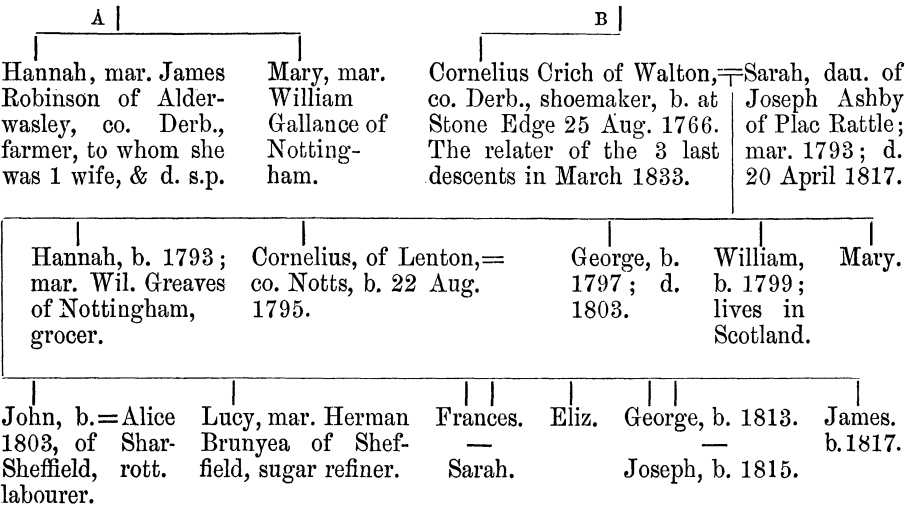 A
B
Hannah, mar. James
Robinson of Alder-
wasley, co. Derb.,
farmer, to whom she
was 1 wife, & d. s.p.
Mary, mar.
William
Gallance of
Notting-
ham.
Cornelius Crich of Walton,
co. Derb., shoemaker, b. at
Stone Edge 25 Aug. 1766.
The relater of the 3 last
descents in March 1833.
=Sarah, dau. of
Joseph Ashby
of Plac Rattle;
mar. 1793; d.
20 April 1817.
Hannah, b. 1793;
mar. Wil. Greaves
of Nottingham,
grocer.
Cornelius, of Lenton,=
co. Notts, b. 22 Aug.
1795.
George, b.
1797; d.
1803.
William,
b. 1799;
lives in
Scotland.
Mary.
John, b.=Alice
1803, of Shar-
Sheffield, rott.
labourer.
Lucy, mar. Herman
Brunyea of Shef-
field, sugar refiner.
Frances.
—
Sarah.
Eliz.
George, b. 1813.
—
Joseph, b. 1815.
James.
b.1817.